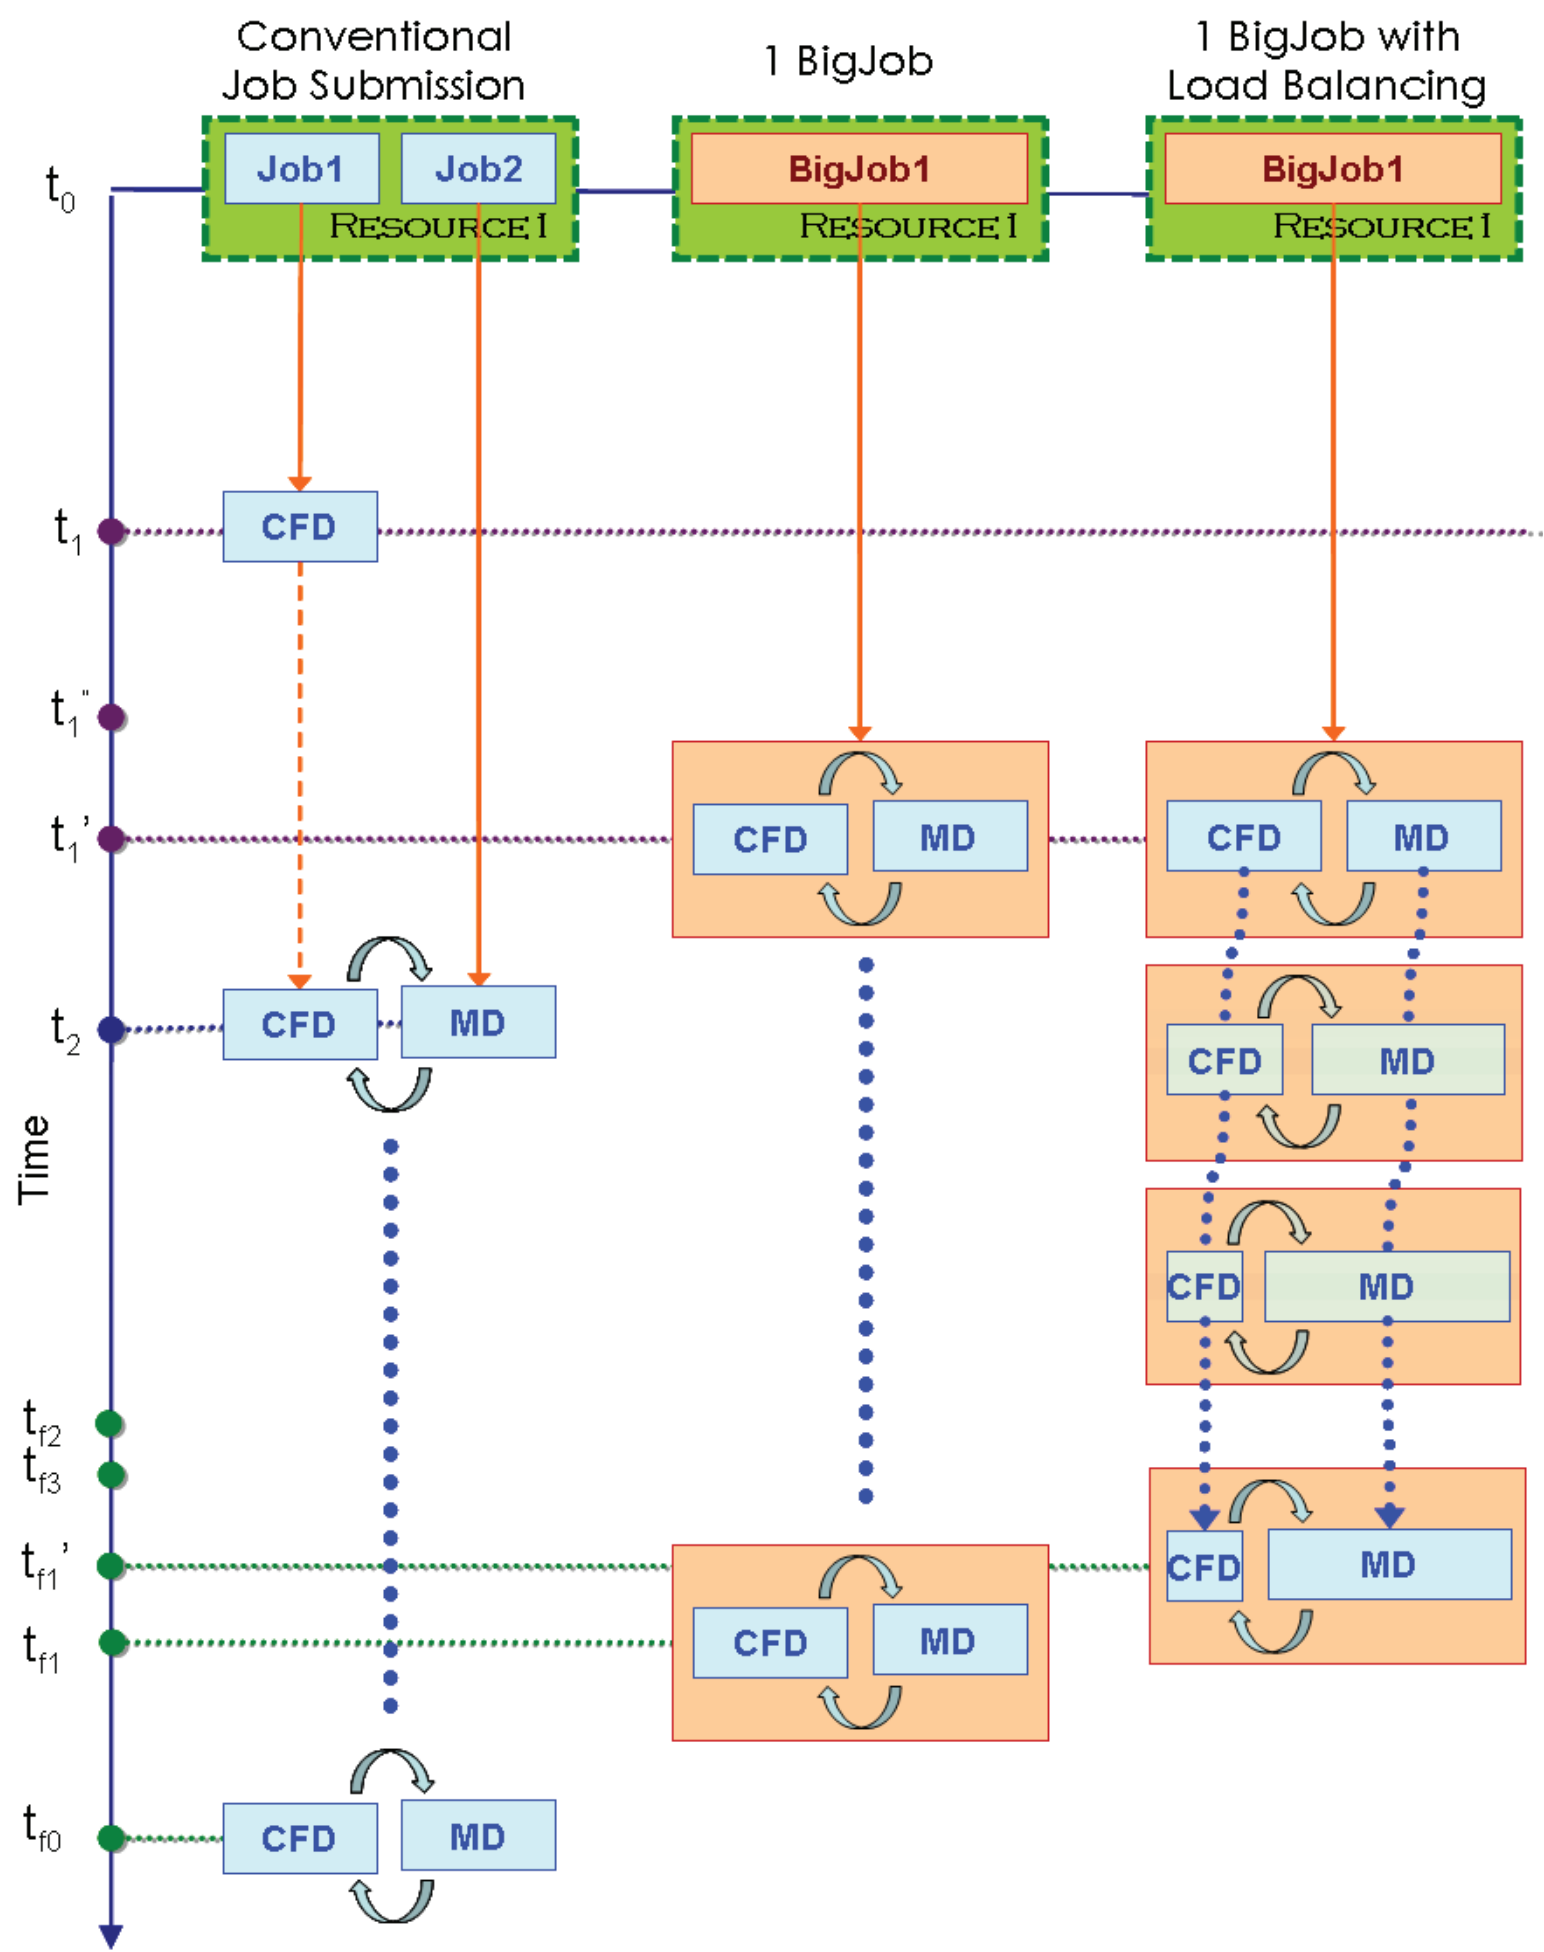 Conventional
Job Submission
1 BigJob
1 BigJob with
Load Balancing
t0
Job1
Job2
RESOURCE 1
BigJob1
RESOURCE 1
BigJob1
RESOURCE 1
t1
CFD
t1"
t1'
CFD
MD
CFD
MD
t2
CFD
MD
CFD
MD
Time
CFD
MD
tf2
tf3
tf1'
CFD
MD
tf1
CFD
MD
tf0
CFD
MD